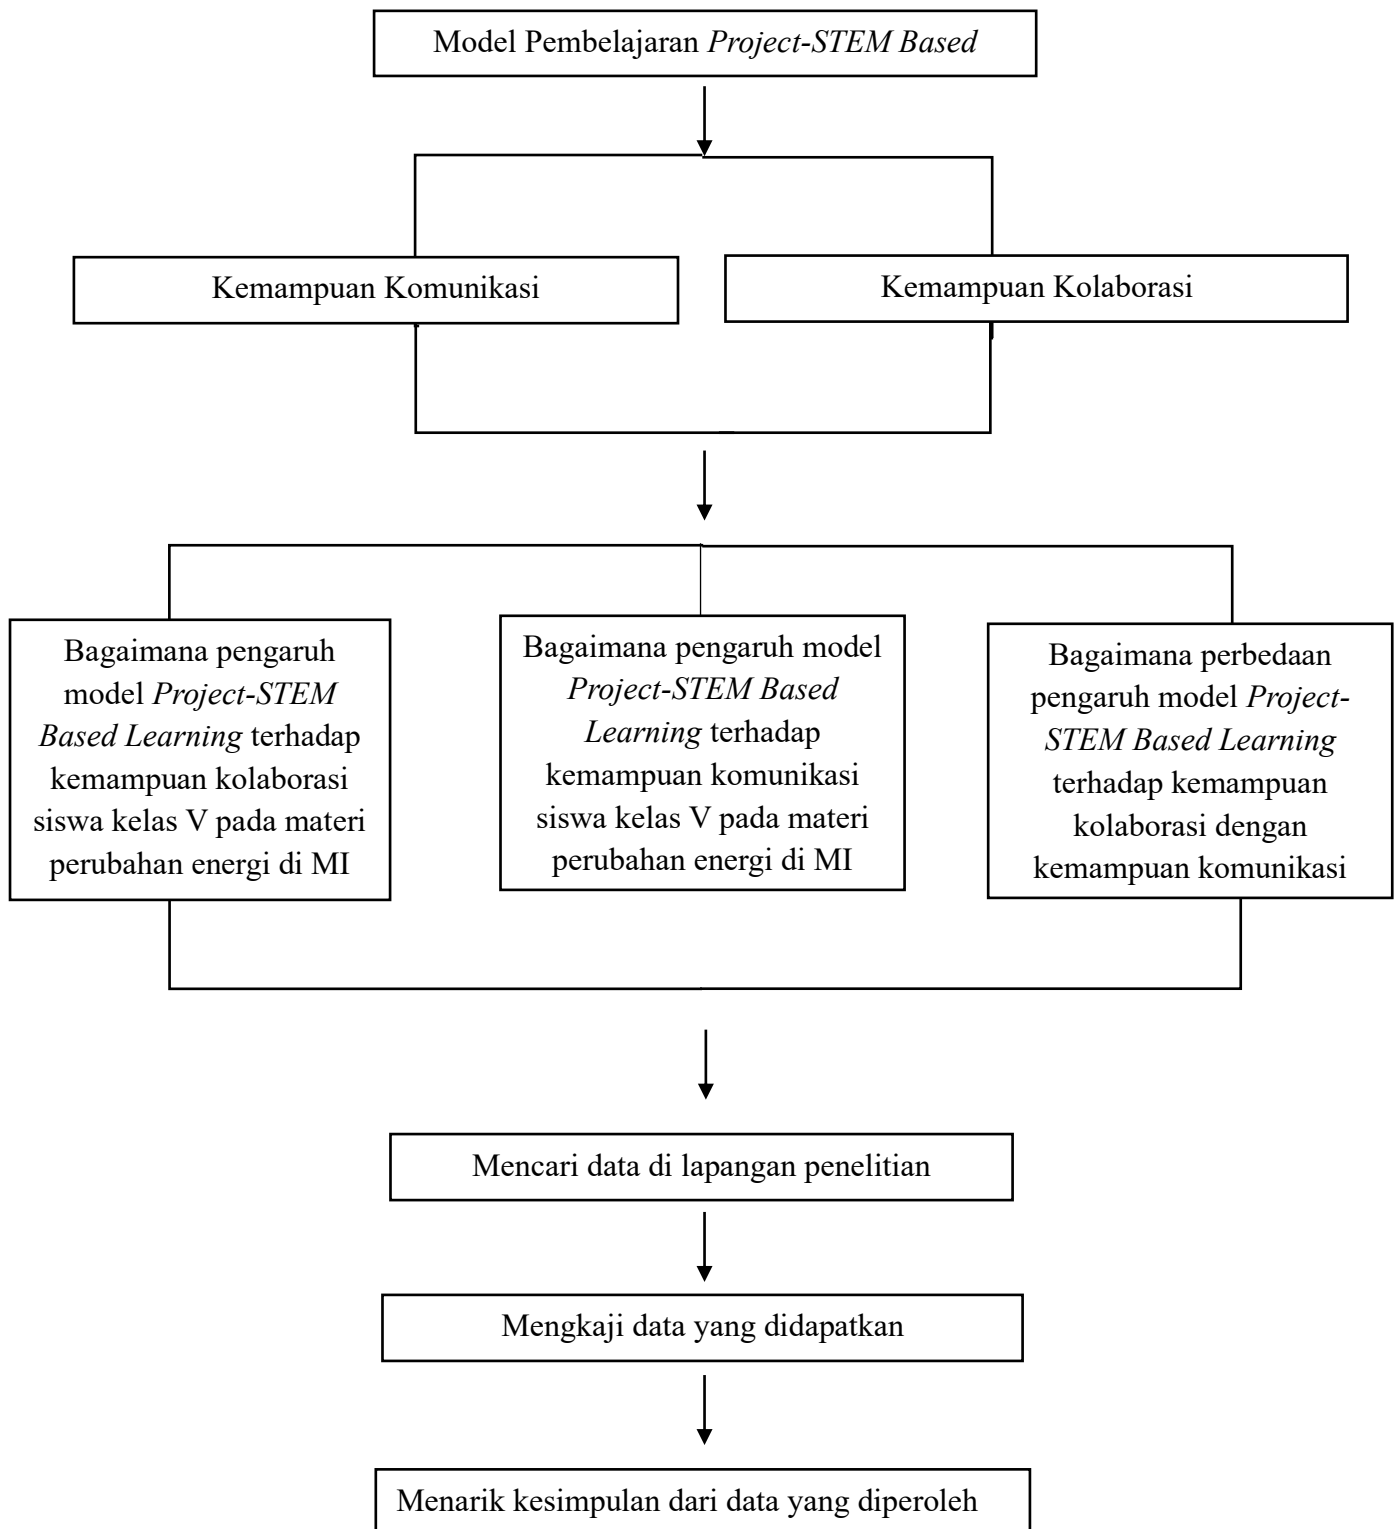 Model Pembelajaran Project-STEM Based
Kemampuan Komunikasi
Kemampuan Kolaborasi
Bagaimana pengaruh
model Project-STEM
Based Learning terhadap
kemampuan kolaborasi
siswa kelas V pada materi
perubahan energi di MI
Bagaimana pengaruh model
Project-STEM Based
Learning terhadap
kemampuan komunikasi
siswa kelas V pada materi
perubahan energi di MI
Bagaimana perbedaan
pengaruh model Project-
STEM Based Learning
terhadap kemampuan
kolaborasi dengan
kemampuan komunikasi
Mencari data di lapangan penelitian
Mengkaji data yang didapatkan
Menarik kesimpulan dari data yang diperoleh